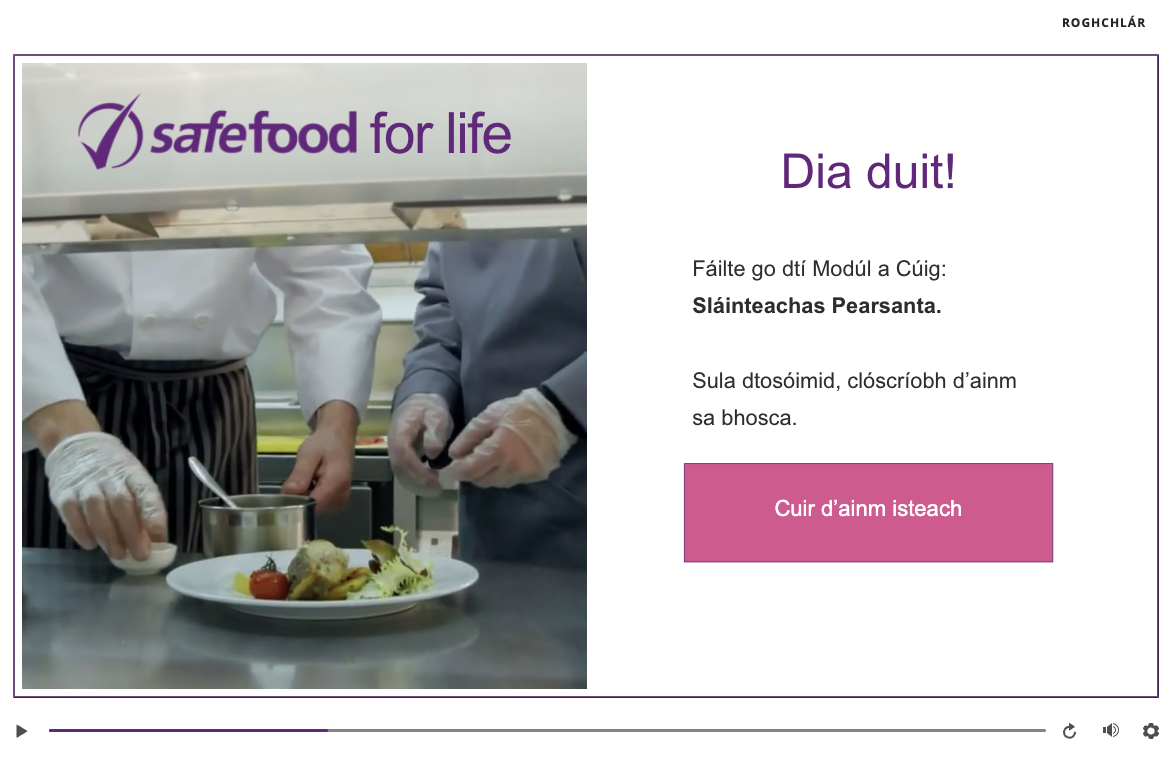 ROGHCHLÁR
safefood for life
Dia duit!
Fáilte go dtí Modúl a Cúig:
Sláinteachas Pearsanta.
Sula dtosóimid, clóscríobh d’ainm
sa bhosca.
Cuir d’ainm isteach